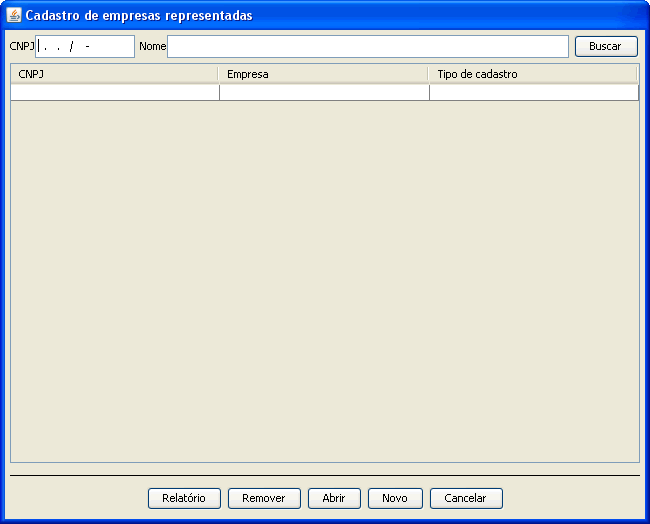 Cadastro de empresas representadas
CNPJ . . / - Nome Buscar
CNPJ Empresa Tipo de cadastro
Relatório Remover Abrir Novo Cancelar